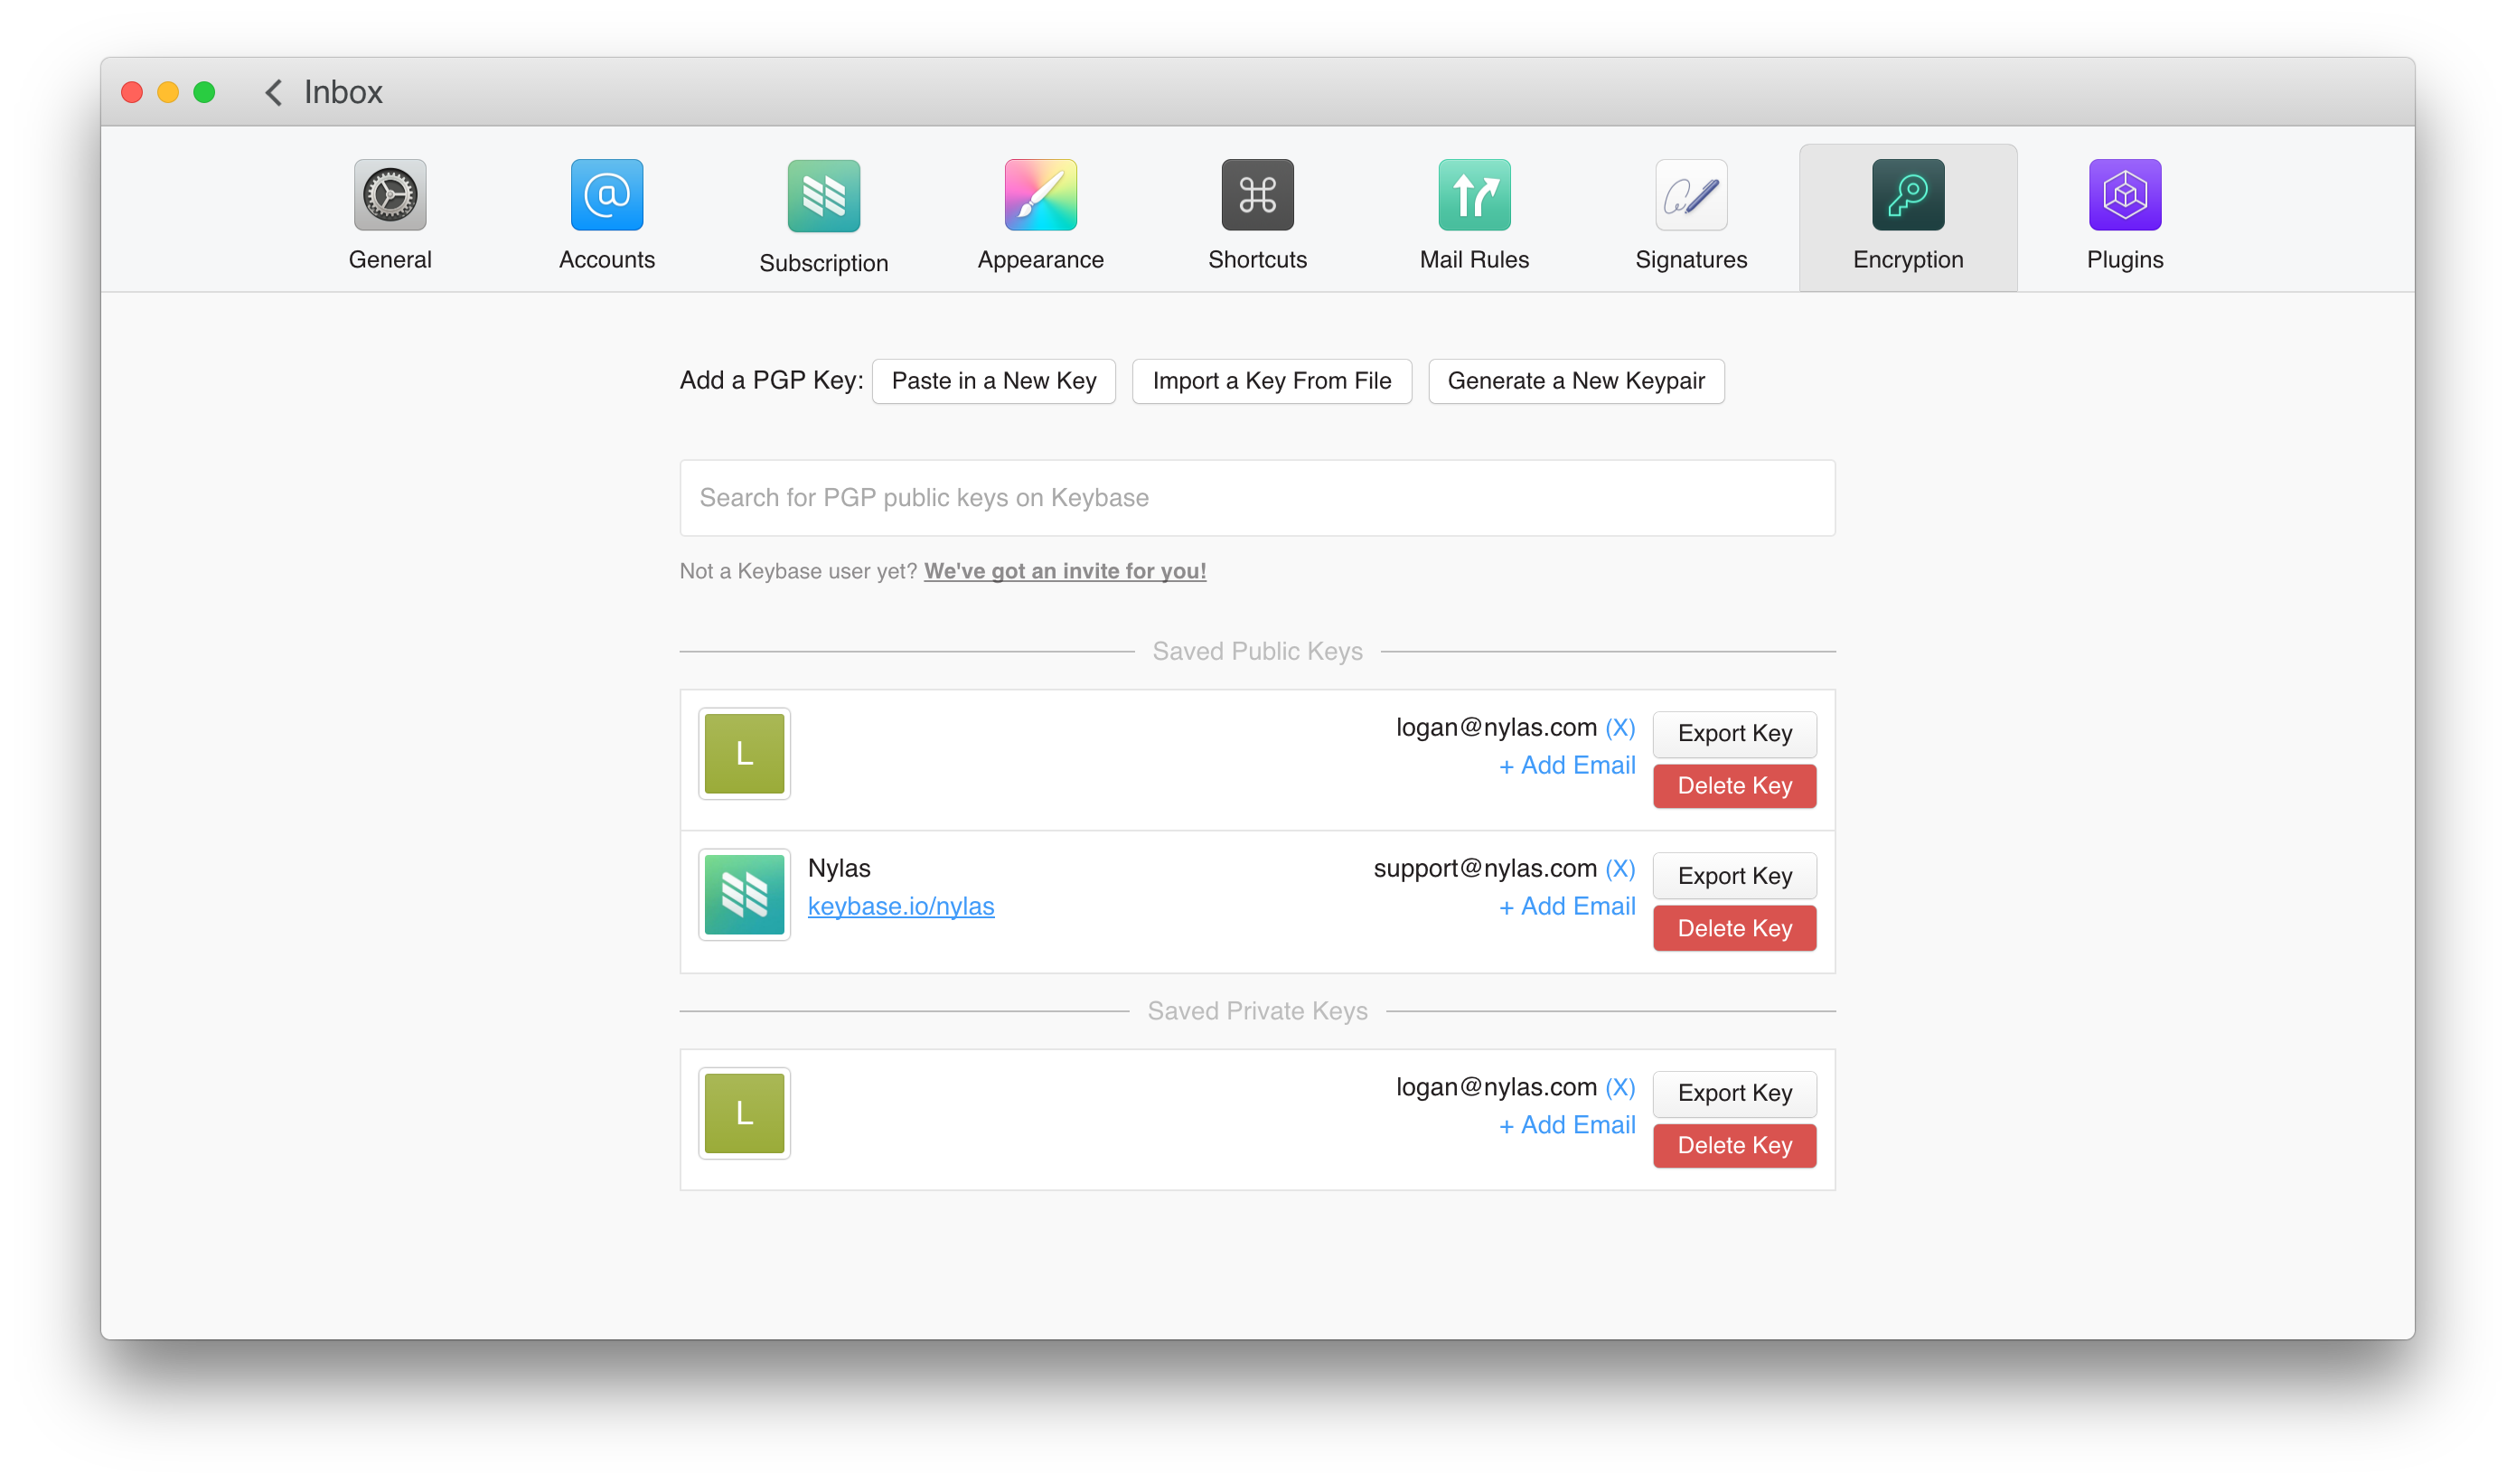 Inbox
General
Accounts
Subscription
Appearance
Shortcuts
Mail Rules
Signatures
Encryption
Plugins
Add a PGP Key: Paste in a New Key Import a Key From File Generate a New Keypair
Search for PGP public keys on Keybase
Not a Keybase user yet? We've got an invite for you!
Saved Public Keys
L
logan@nylas.com (X)
+ Add Email
Export Key
Delete Key
Nylas
keybase.io/nylas
support@nylas.com (X)
+ Add Email
Export Key
Delete Key
Saved Private Keys
L
logan@nylas.com (X)
+ Add Email
Export Key
Delete Key